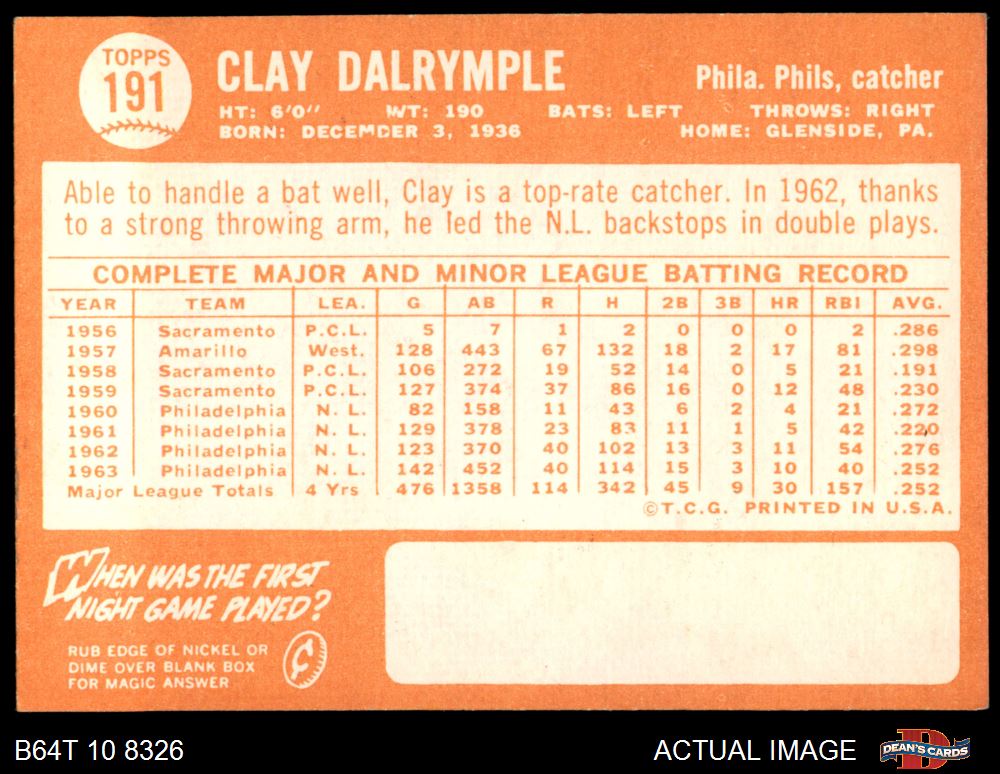 TOPPS
191
CLAY DALRYMPLE
Phila. Phils, catcher
HT: 6'0" WT: 190 BATS: LEFT THROWS: RIGHT
BORN: DECEMBER 3, 1936 HOME: GLENSIDE, PA.
Able to handle a bat well, Clay is a top-rate catcher. In 1962, thanks
to a strong throwing arm, he led the N.L. backstops in double plays.
COMPLETE MAJOR AND MINOR LEAGUE BATTING RECORD
YEAR TEAM LEA. G AB R H 2B 3B HR RBI AVG.
1956 Sacramento P.C.L. 5 7 1 2 0 0 0 2 .286
1957 Amarillo West. 128 443 67 132 18 2 17 81 .298
1958 Sacramento P.C.L. 106 272 19 52 14 0 5 21 .191
1959 Sacramento P.C.L. 127 374 37 86 16 0 12 48 .230
1960 Philadelphia N. L. 82 158 11 43 6 2 4 21 .272
1961 Philadelphia N. L. 129 378 23 83 11 1 5 42 .220
1962 Philadelphia N. L. 123 370 40 102 13 3 11 54 .276
1963 Philadelphia N. L. 142 452 40 114 15 3 10 40 .252
Major League Totals 4 Yrs 476 1358 114 342 45 9 30 157 .252
©T.C.G. PRINTED IN U.S.A.
WHEN WAS THE FIRST
NIGHT GAME PLAYED?
RUB EDGE OF NICKEL OR
DIME OVER BLANK BOX
FOR MAGIC ANSWER
¢
B64T 10 8326
ACTUAL IMAGE
DEAN'S CARDS